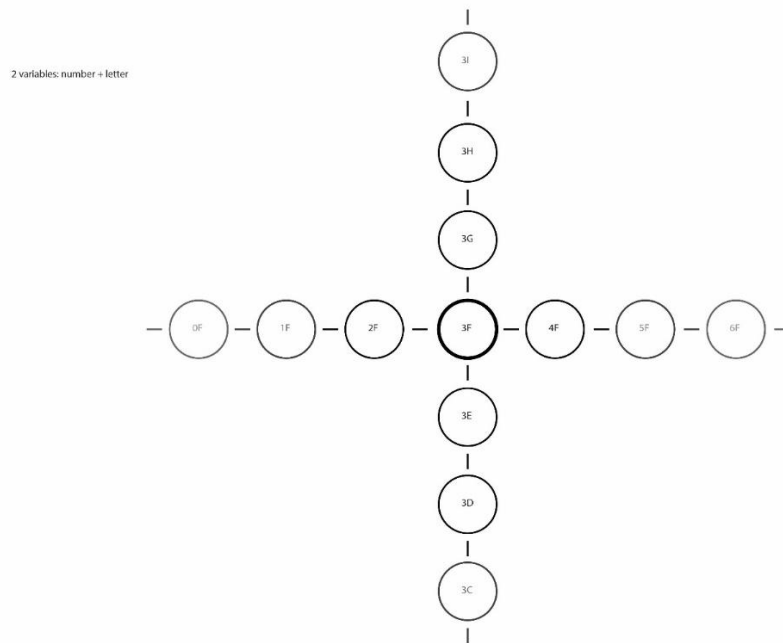 2 variables: number + letter
3I
3H
3G
0F 1F 2F 3F 4F 5F 6F
3E
3D
3C